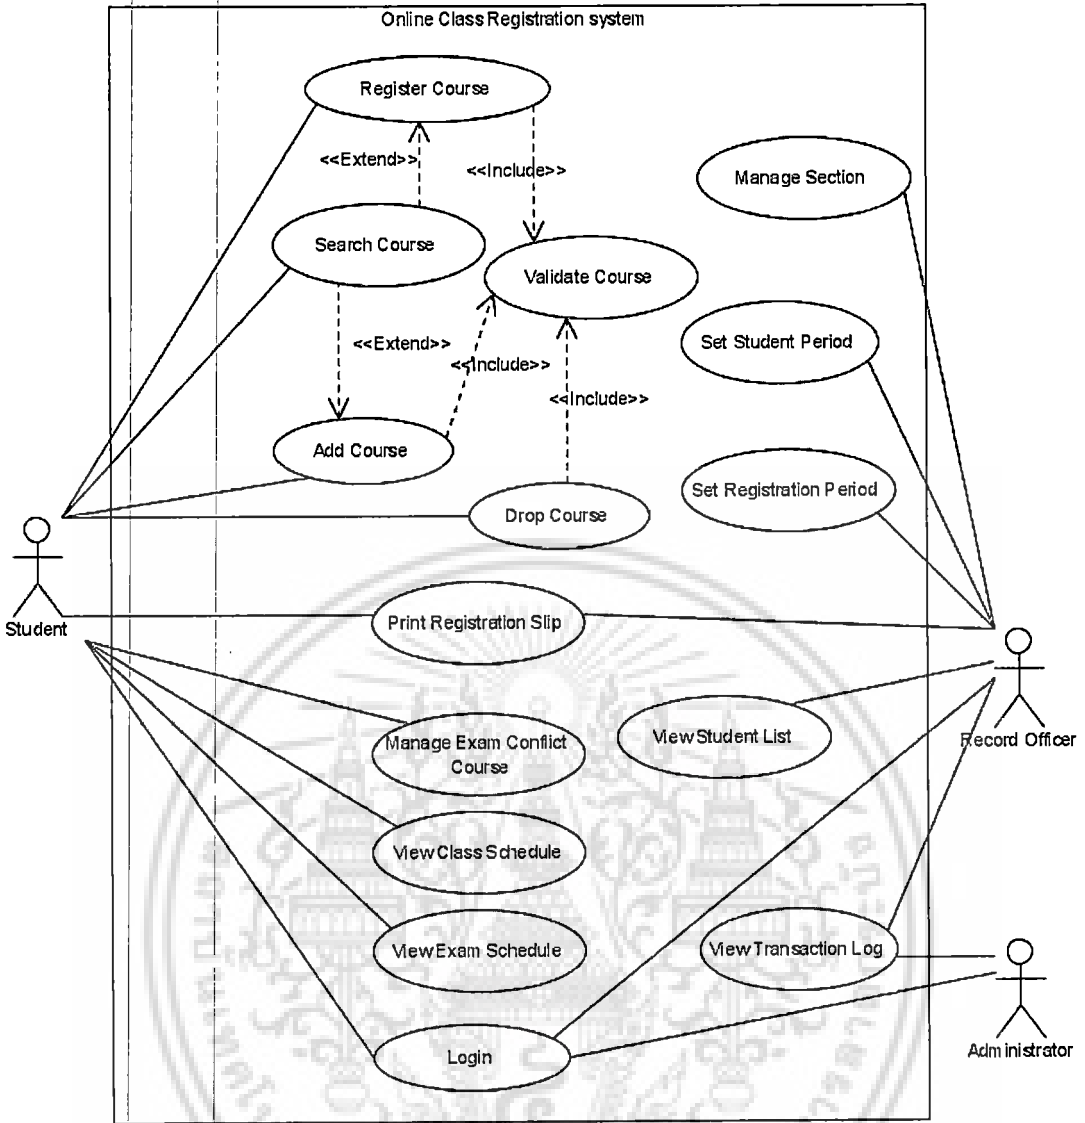 Online Class Registration system
Register Course
<<Extend>>
<<Include>>
Manage Section
Search Course
Validate Course
<<Extend>>
<<Include>>
Set Student Period
<<Include>>
Add Course
Set Registration Period
Drop Course
Print Registration Slip
Student
Manage Exam Conflict
Course
View Student List
Record Officer
View Class Schedule
View Exam Schedule
View Transaction Log
Login
Administrator